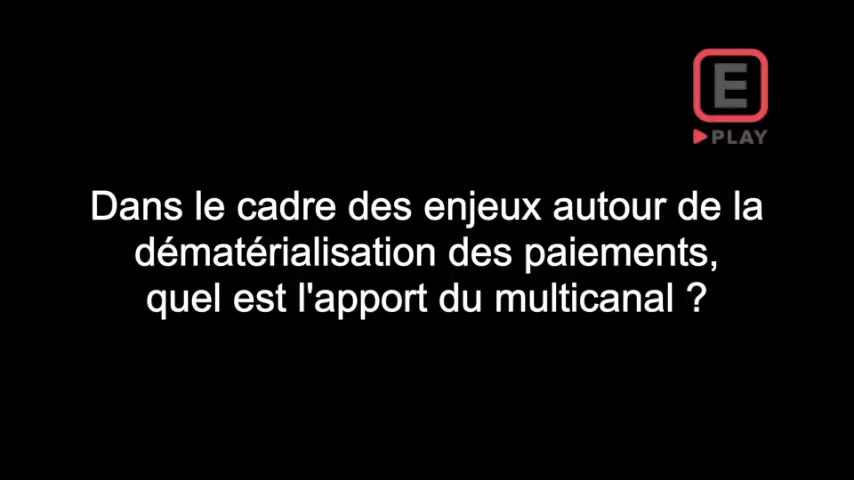 E
PLAY
Dans le cadre des enjeux autour de la
dématérialisation des paiements,
quel est l'apport du multicanal ?